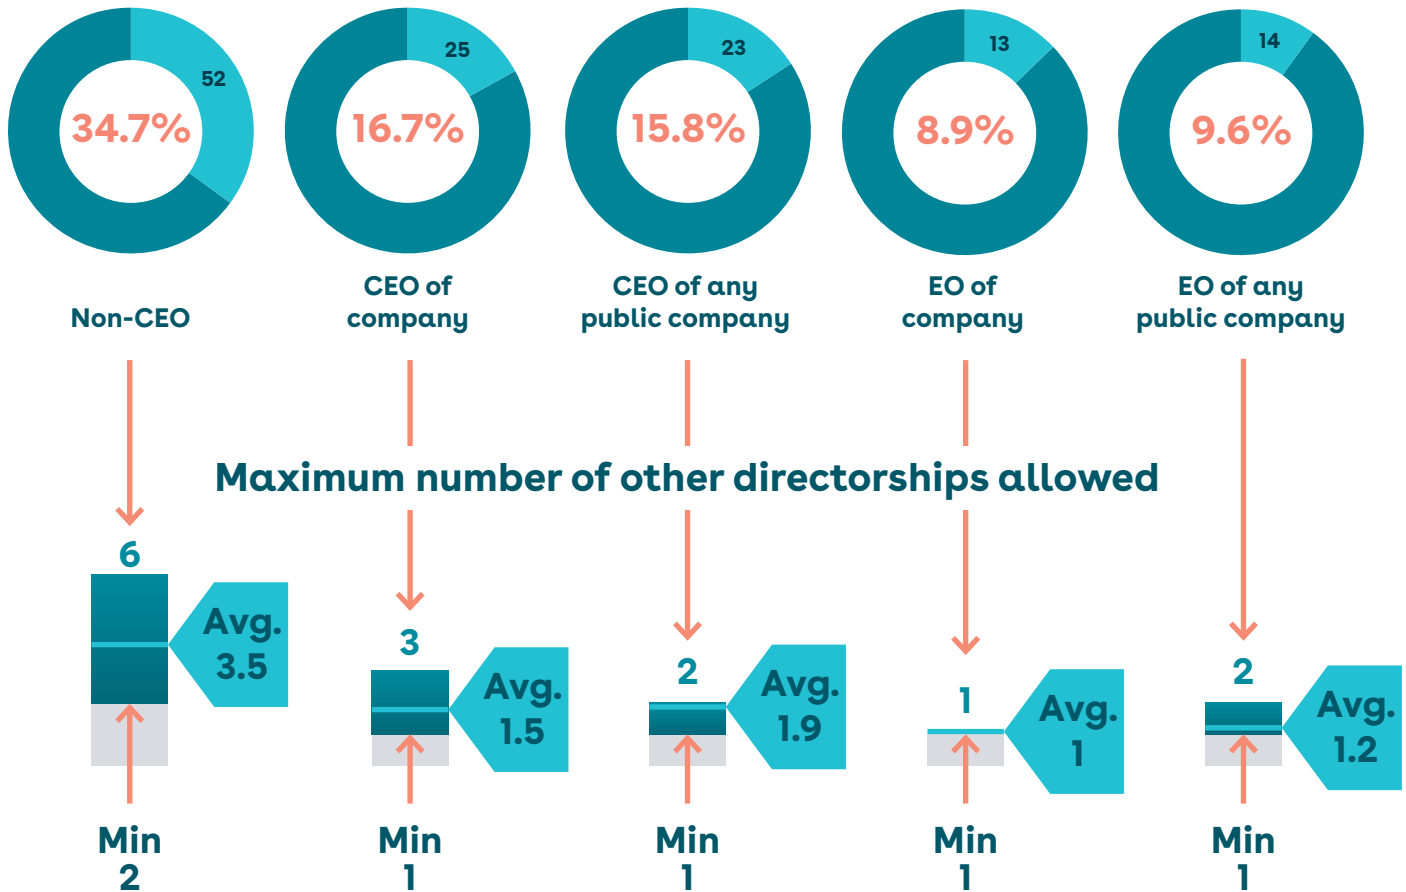 52
25
23
13
14
34.7%
16.7%
15.8%
8.9%
9.6%
Non-CEO
CEO of
company
CEO of any
public company
EO of
company
EO of any
public company
Maximum number of other directorships allowed
6
3
2
1
2
Avg.
3.5
Avg.
1.5
Avg.
1.9
Avg.
1
Avg.
1.2
Min
2
Min
1
Min
1
Min
1
Min
1